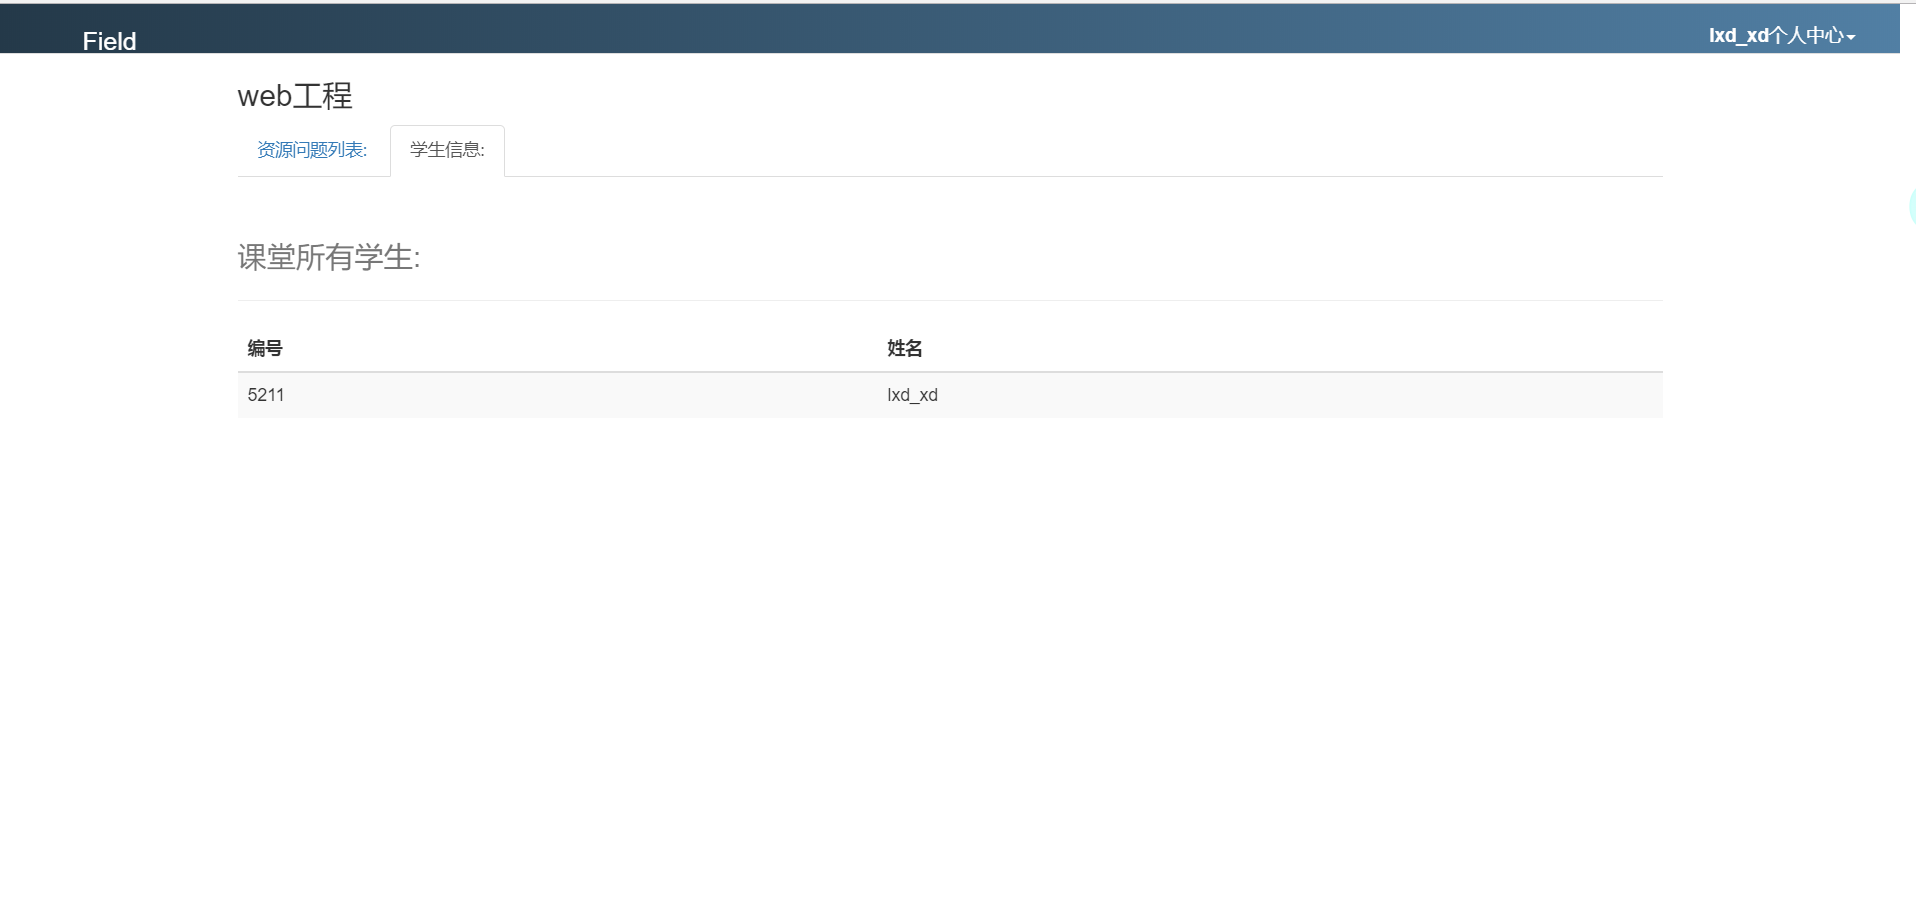 Field
lxd_xd个人中心
web工程
资源问题列表:
学生信息:
课堂所有学生:
编号 姓名
5211 lxd_xd